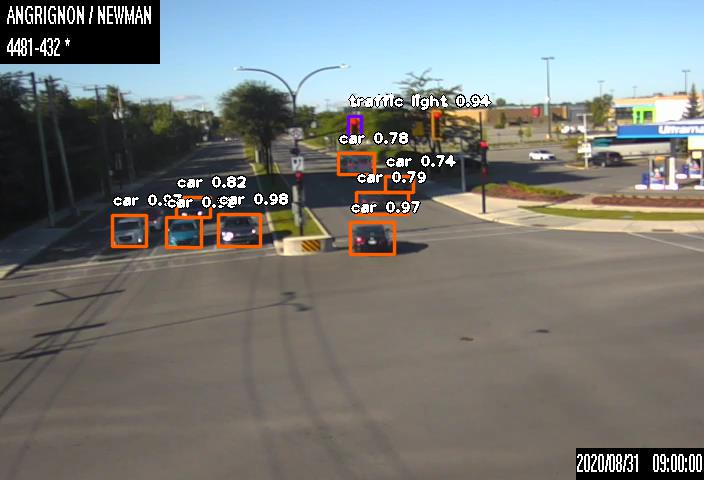 ANGRIGNON / NEWMAN
4481-432 *
traffic light 0.94
car 0.78
car 0.74
car 0.79
car 0.82
car 0.98
car 0.97
2020/08/31 09:00:00